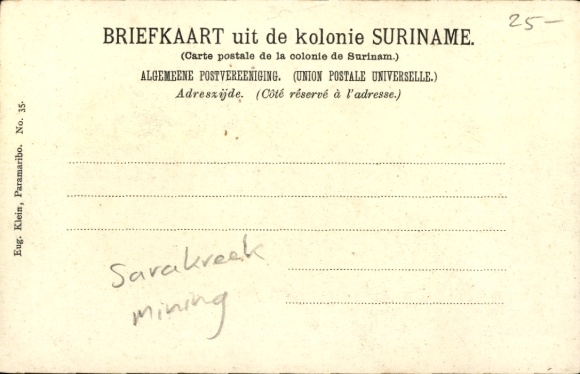 25-
BRIEFKAART uit de kolonie SURINAME.
(Carte postale de la colonie de Surinam.)
ALGEMEENE POSTVEREENIGING. (UNION POSTALE UNIVERSELLE.)
Adreszijde. (Côté réservé à l'adresse.)
Eug. Klein, Paramaribo. No. 35.
Sarakreek
mining